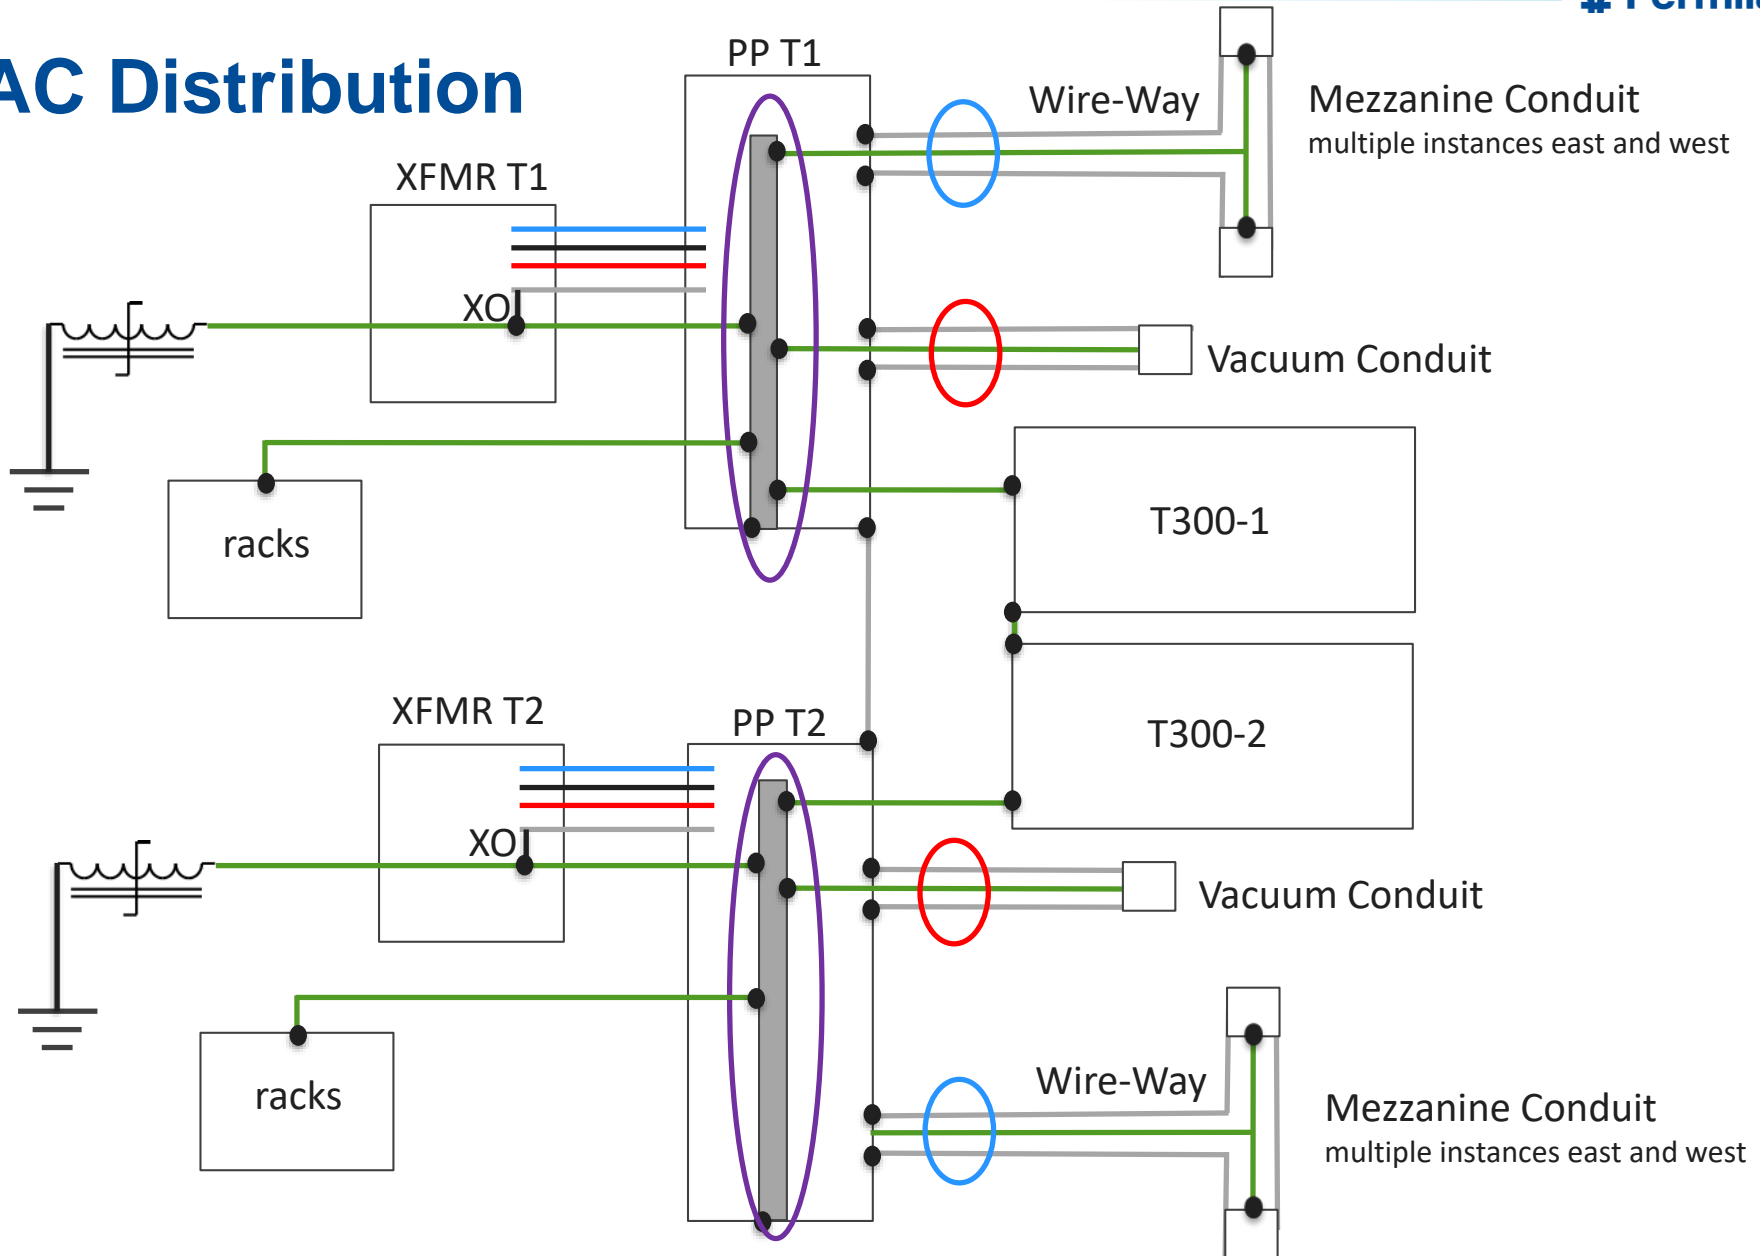 AC Distribution
PP T1
Wire-Way
Mezzanine Conduit
multiple instances east and west
XFMR T1
XO
Vacuum Conduit
racks
T300-1
T300-2
XFMR T2
PP T2
XO
Vacuum Conduit
racks
Wire-Way
Mezzanine Conduit
multiple instances east and west